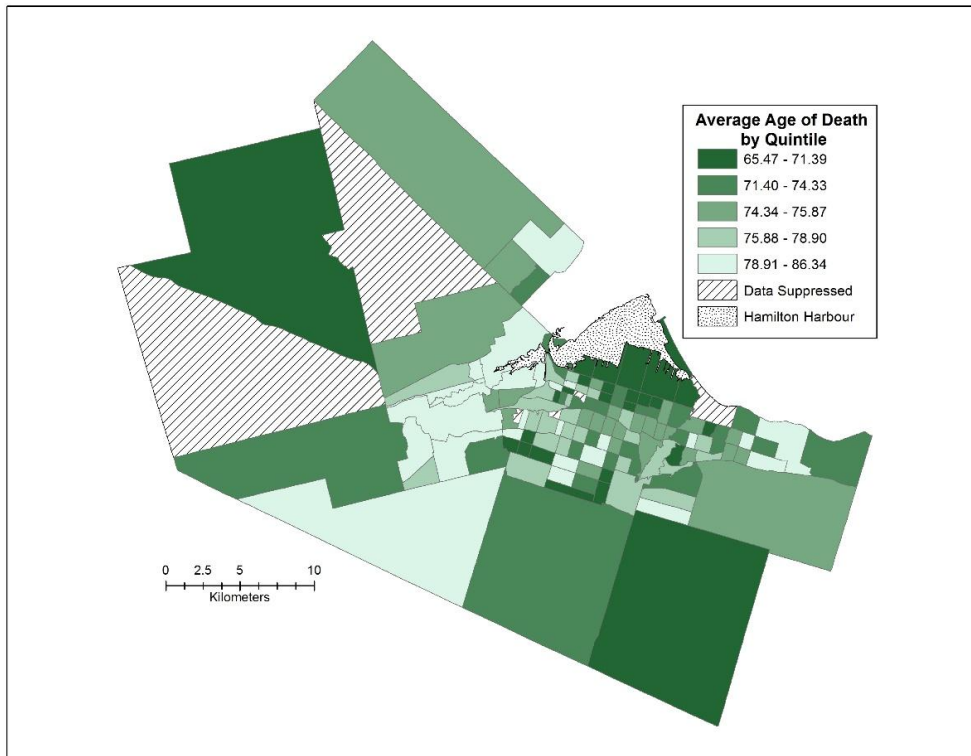 Average Age of Death
by Quintile
65.47 - 71.39
71.40 - 74.33
74.34 - 75.87
75.88 - 78.90
78.91 - 86.34
Data Suppressed
Hamilton Harbour
0 2.5 5 10
Kilometers